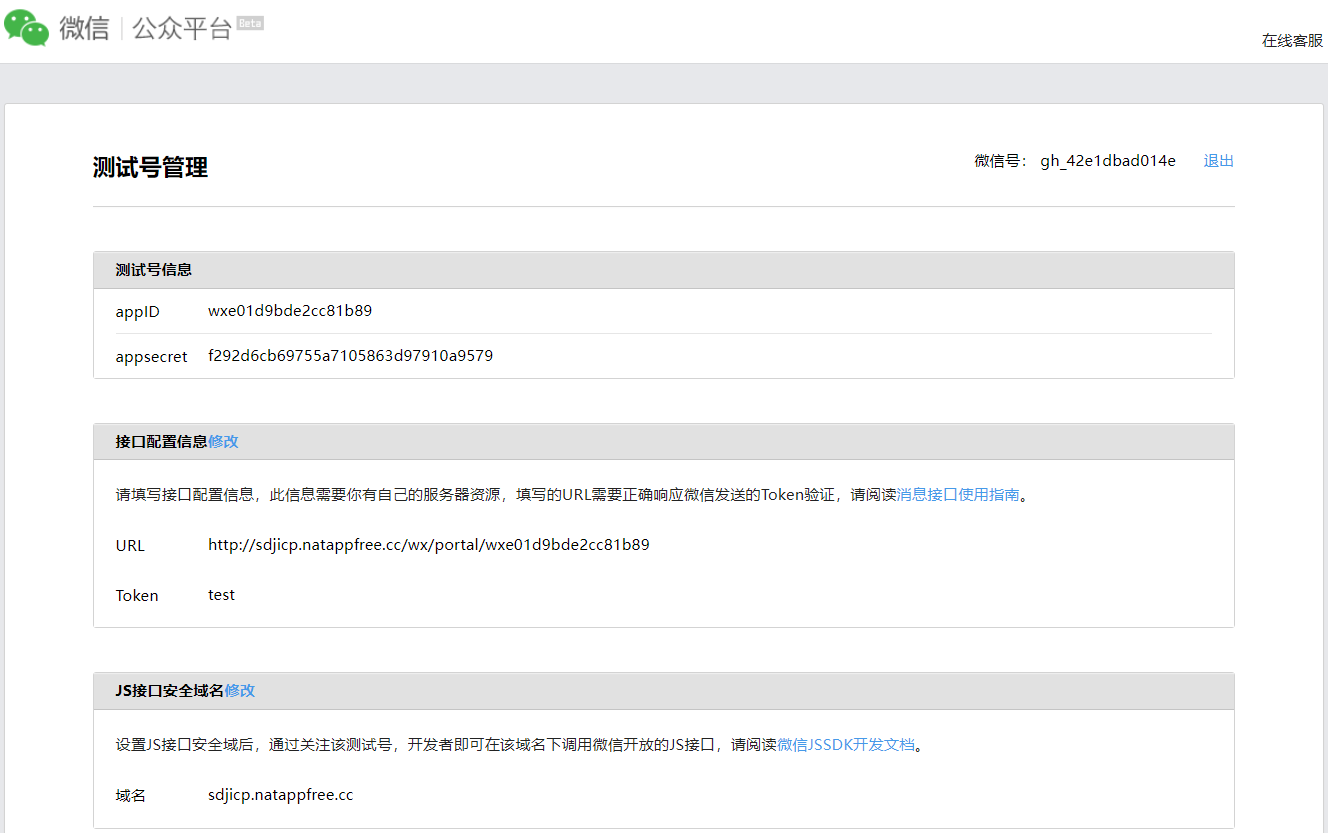 微信 | 公众平台 Beta
在线客服
测试号管理
微信号： gh_42e1dbad014e 退出
测试号信息
appID wxe01d9bde2cc81b89
appsecret f292d6cb69755a7105863d97910a9579
接口配置信息修改
请填写接口配置信息，此信息需要你有自己的服务器资源，填写的URL需要正确响应微信发送的Token验证，请阅读消息接口使用指南。
URL http://sdjicp.natappfree.cc/wx/portal/wxe01d9bde2cc81b89
Token test
JS接口安全域名修改
设置JS接口安全域后，通过关注该测试号，开发者即可在该域名下调用微信开放的JS接口，请阅读微信JSSDK开发文档。
域名 sdjicp.natappfree.cc